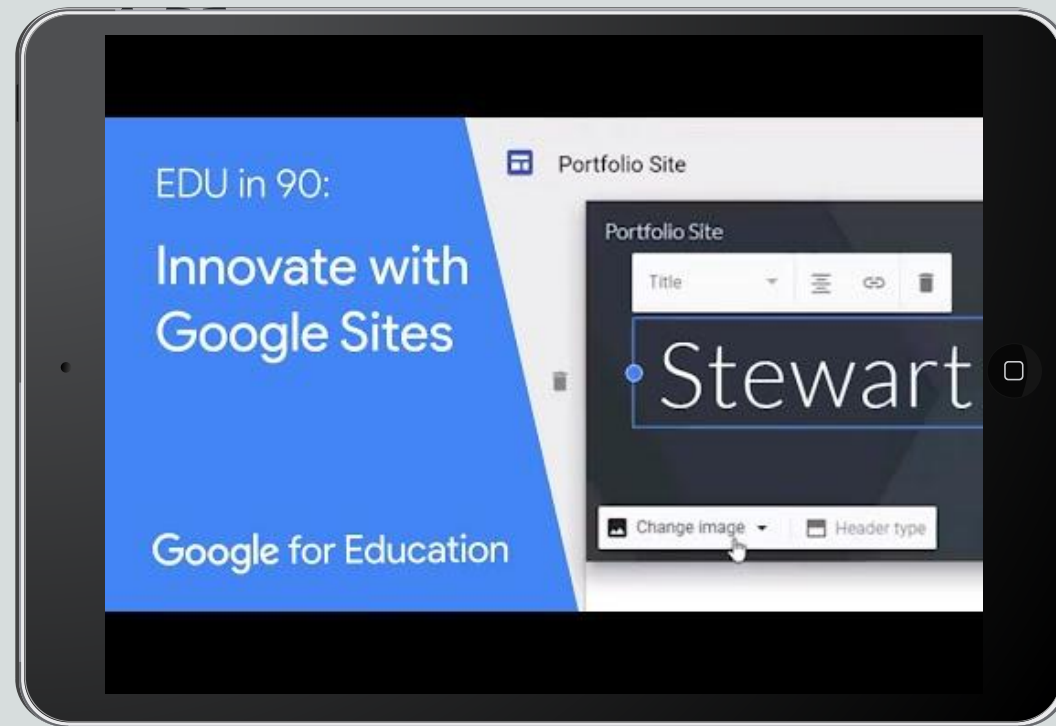 EDU in 90:
Innovate with
Google Sites
Google for Education
Portfolio Site
Portfolio Site
Title
Stewart
Change image
Header type